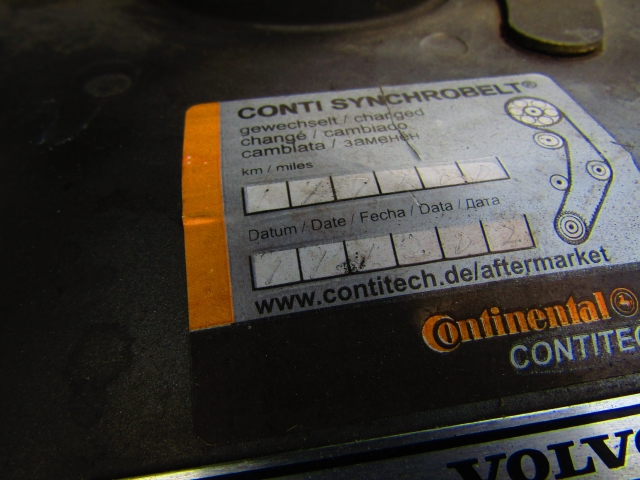 CONTI SYNCHROBELT®
gewechselt / changed
changé / cambiado
cambiata / заменён
km / miles
Datum / Date / Fecha / Data / Дата
www.contitech.de/aftermarket
Continental
CONTITEC
VOLVO